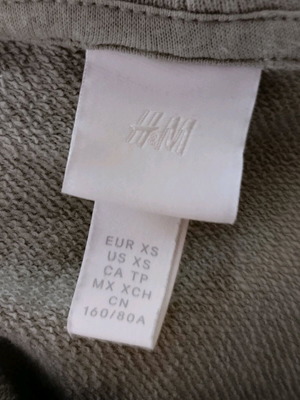 H&M
EUR XS
US XS
CA TP
MX XCH
CN
160/80A